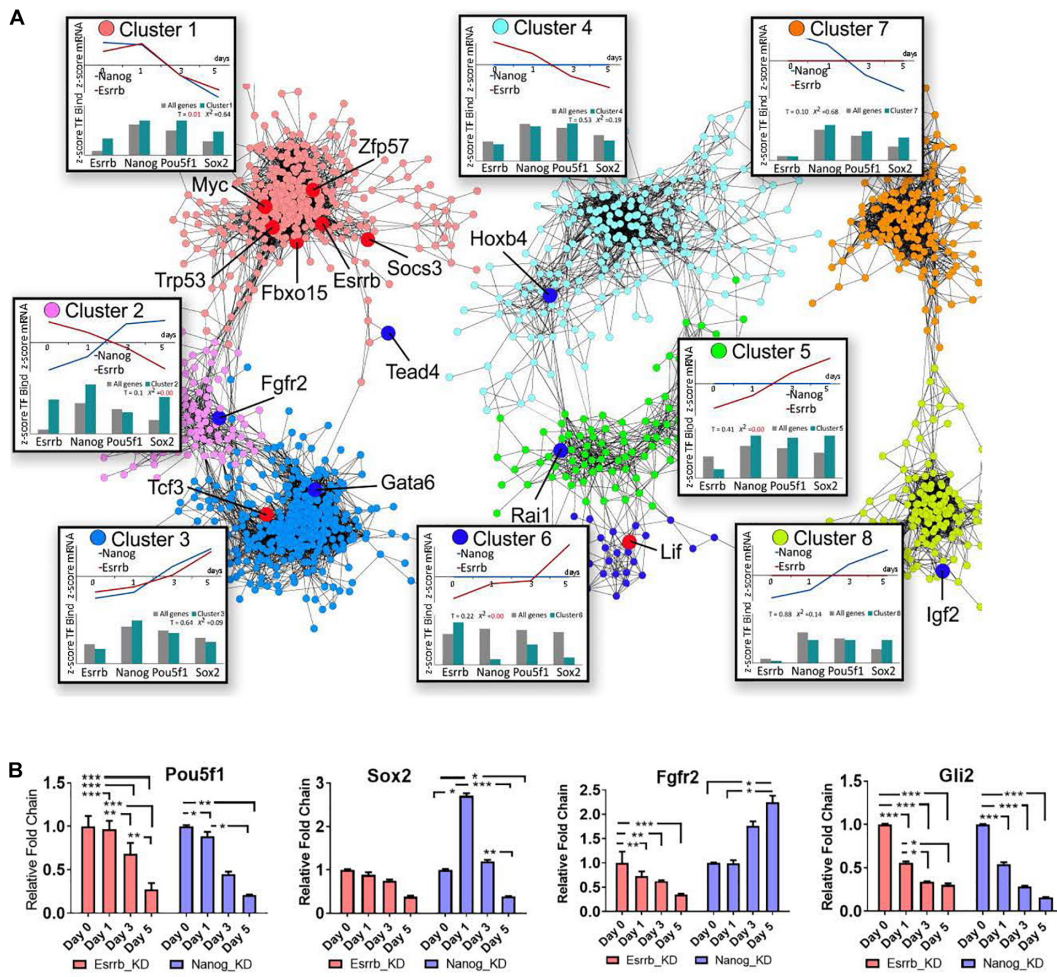 A
Cluster 1
z-score mRNA
days
0 1 3 5
-Nanog
-Esrrb
z-score TF Bind
All genes Cluster1
T = 0.01 X² =0.64
Esrrb Nanog Pou5f1 Sox2
Cluster 4
z-score mRNA
days
0 1 3 5
-Nanog
-Esrrb
z-score TF Bind
All genes Cluster4
T = 0.53 X² =0.19
Esrrb Nanog Pou5f1 Sox2
Cluster 7
z-score mRNA
days
0 1 3 5
-Nanog
-Esrrb
z-score TF Bind
All genes Cluster 7
T = 0.10 X² =0.68
Esrrb Nanog Pou5f1 Sox2
Zfp57
Myc
Trp53
Fbxo15
Esrrb
Socs3
Hoxb4
Tead4
Cluster 2
z-score mRNA
days
0 1 3 5
-Nanog
-Esrrb
z-score TF Bind
All genes Cluster 2
T = 0.1 X² =0.00
Esrrb Nanog Pou5f1 Sox2
Fgfr2
Tcf3
Gata6
Cluster 5
z-score mRNA
days
0 1 3 5
-Nanog
-Esrrb
z-score TF Bind
T = 0.41 X² =0.00 All genes Cluster5
Esrrb Nanog Pou5f1 Sox2
Rai1
Lif
Igf2
Cluster 3
z-score mRNA
-Nanog
-Esrrb
days
0 1 3 5
z-score TF Bind
All genes Cluster3
T = 0.64 X² =0.09
Esrrb Nanog Pou5f1 Sox2
Cluster 6
z-score mRNA
-Nanog
-Esrrb
days
0 1 3 5
z-score TF Bind
T = 0.22 X² =0.00 All genes Cluster6
Esrrb Nanog Pou5f1 Sox2
Cluster 8
z-score mRNA
-Nanog
-Esrrb
days
0 1 3 5
z-score TF Bind
T = 0.88 X² =0.14 All genes Cluster 8
Esrrb Nanog Pou5f1 Sox2
B
Pou5f1
Relative Fold Chain
1.5
1.0
0.5
0.0
*** *** *** *** ** ** ** * *
Day 0 Day 1 Day 3 Day 5 Day 0 Day 1 Day 3 Day 5
Esrrb_KD Nanog_KD
Sox2
Relative Fold Chain
3
2
1
0
* * *** **
Day 0 Day 1 Day 3 Day 5 Day 0 Day 1 Day 3 Day 5
Esrrb_KD Nanog_KD
Fgfr2
Relative Fold Chain
2.5
2.0
1.5
1.0
0.5
0.0
*** ** ** * *
Day 0 Day 1 Day 3 Day 5 Day 0 Day 1 Day 3 Day 5
Esrrb_KD Nanog_KD
Gli2
Relative Fold Chain
1.5
1.0
0.5
0.0
*** *** *** * * *** *** ***
Day 0 Day 1 Day 3 Day 5 Day 0 Day 1 Day 3 Day 5
Esrrb_KD Nanog_KD